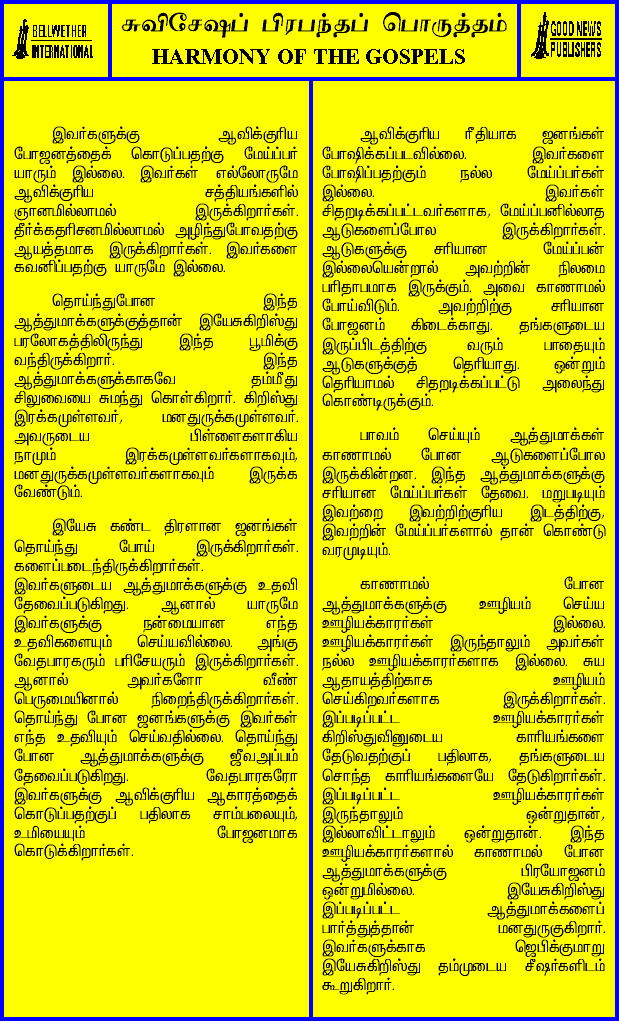 BELLWETHER
INTERNATIONAL
சுவிசேஷப் பிரபந்தப் பொருத்தம்
HARMONY OF THE GOSPELS
GOOD NEWS
PUBLISHERS
இவர்களுக்கு ஆவிக்குரிய
போஜனத்தைக் கொடுப்பதற்கு மேய்ப்பர்
யாரும் இல்லை. இவர்கள் எல்லோருமே
ஆவிக்குரிய சத்தியங்களில்
ஞானமில்லாமல் இருக்கிறார்கள்.
தீர்க்கதரிசனமில்லாமல் அழிந்துபோவதற்கு
ஆயத்தமாக இருக்கிறார்கள். இவர்களை
கவனிப்பதற்கு யாருமே இல்லை.
தொய்ந்துபோன இந்த
ஆத்துமாக்களுக்குத்தான் இயேசுகிறிஸ்து
பரலோகத்திலிருந்து இந்த பூமிக்கு
வந்திருக்கிறார். இந்த
ஆத்துமாக்களுக்காகவே தம்மீது
சிலுவையை சுமந்து கொள்கிறார். கிறிஸ்து
இரக்கமுள்ளவர், மனதுருக்கமுள்ளவர்.
அவருடைய பிள்ளைகளாகிய
நாமும் இரக்கமுள்ளவர்களாகவும்,
மனதுருக்கமுள்ளவர்களாகவும் இருக்க
வேண்டும்.
இயேசு கண்ட திரளான ஜனங்கள்
தொய்ந்து போய் இருக்கிறார்கள்.
களைப்படைந்திருக்கிறார்கள்.
இவர்களுடைய ஆத்துமாக்களுக்கு உதவி
தேவைப்படுகிறது. ஆனால் யாருமே
இவர்களுக்கு நன்மையான எந்த
உதவிகளையும் செய்யவில்லை. அங்கு
வேதபாரகரும் பரிசேயரும் இருக்கிறார்கள்.
ஆனால் அவர்களோ வீண்
பெருமையினால் நிறைந்திருக்கிறார்கள்.
தொய்ந்து போன ஜனங்களுக்கு இவர்கள்
எந்த உதவியும் செய்வதில்லை. தொய்ந்து
போன ஆத்துமாக்களுக்கு ஜீவஅப்பம்
தேவைப்படுகிறது. வேதபாரகரோ
இவர்களுக்கு ஆவிக்குரிய ஆகாரத்தைக்
கொடுப்பதற்குப் பதிலாக சாம்பலையும்,
உமியையும் போஜனமாக
கொடுக்கிறார்கள்.
ஆவிக்குரிய ரீதியாக ஜனங்கள்
போஷிக்கப்படவில்லை. இவர்களை
போஷிப்பதற்கும் நல்ல மேய்ப்பர்கள்
இல்லை. இவர்கள்
சிதறடிக்கப்பட்டவர்களாக, மேய்ப்பனில்லாத
ஆடுகளைப்போல இருக்கிறார்கள்.
ஆடுகளுக்கு சரியான மேய்ப்பன்
இல்லையென்றால் அவற்றின் நிலமை
பரிதாபமாக இருக்கும். அவை காணாமல்
போய்விடும். அவற்றிற்கு சரியான
போஜனம் கிடைக்காது. தங்களுடைய
இருப்பிடத்திற்கு வரும் பாதையும்
ஆடுகளுக்குத் தெரியாது. ஒன்றும்
தெரியாமல் சிதறடிக்கப்பட்டு அலைந்து
கொண்டிருக்கும்.
பாவம் செய்யும் ஆத்துமாக்கள்
காணாமல் போன ஆடுகளைப்போல
இருக்கின்றன. இந்த ஆத்துமாக்களுக்கு
சரியான மேய்ப்பர்கள் தேவை. மறுபடியும்
இவற்றை இவற்றிற்குரிய இடத்திற்கு,
இவற்றின் மேய்ப்பர்களால் தான் கொண்டு
வரமுடியும்.
காணாமல் போன
ஆத்துமாக்களுக்கு ஊழியம் செய்ய
ஊழியக்காரர்கள் இல்லை.
ஊழியக்காரர்கள் இருந்தாலும் அவர்கள்
நல்ல ஊழியக்காரர்களாக இல்லை. சுய
ஆதாயத்திற்காக ஊழியம்
செய்கிறவர்களாக இருக்கிறார்கள்.
இப்படிப்பட்ட ஊழியக்காரர்கள்
கிறிஸ்துவினுடைய காரியங்களை
தேடுவதற்குப் பதிலாக, தங்களுடைய
சொந்த காரியங்களையே தேடுகிறார்கள்.
இப்படிப்பட்ட ஊழியக்காரர்கள்
இருந்தாலும் ஒன்றுதான்,
இல்லாவிட்டாலும் ஒன்றுதான். இந்த
ஊழியக்காரர்களால் காணாமல் போன
ஆத்துமாக்களுக்கு பிரயோஜனம்
ஒன்றுமில்லை. இயேசுகிறிஸ்து
இப்படிப்பட்ட ஆத்துமாக்களைப்
பார்த்துத்தான் மனதுருகுகிறார்.
இவர்களுக்காக ஜெபிக்குமாறு
இயேசுகிறிஸ்து தம்முடைய சீஷர்களிடம்
கூறுகிறார்.